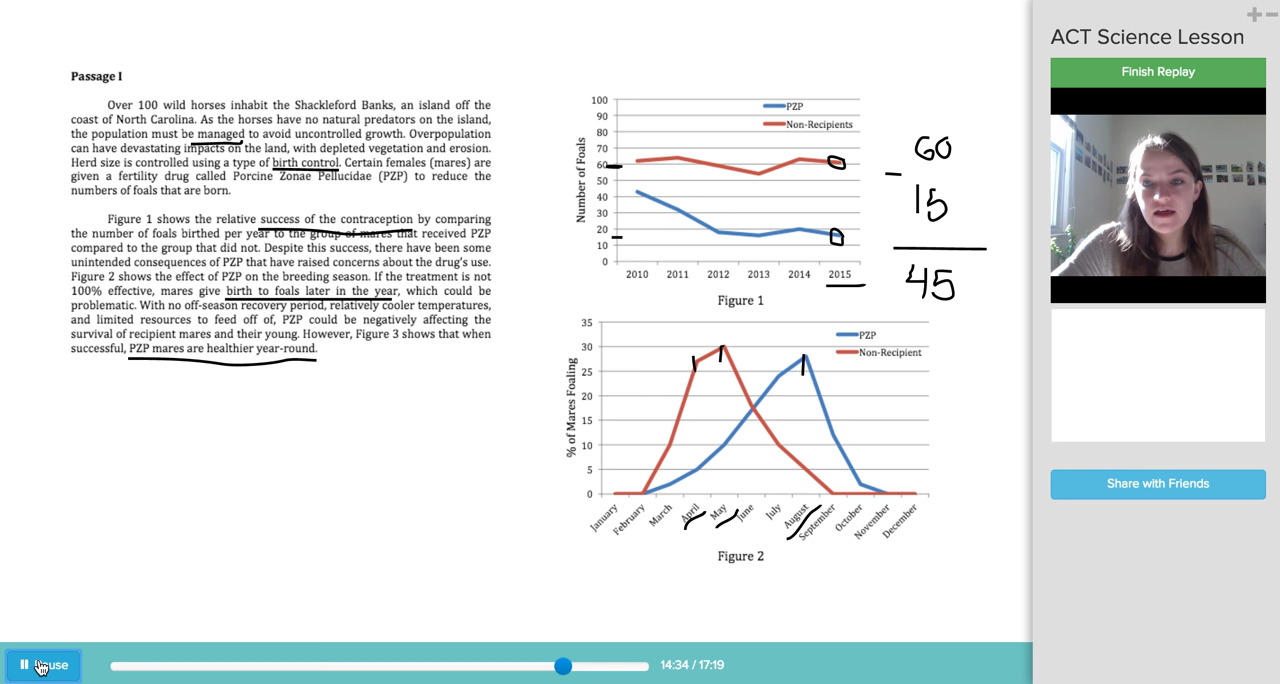 ACT Science Lesson
Finish Replay
Share with Friends
Passage I
Over 100 wild horses inhabit the Shackleford Banks, an island off the
coast of North Carolina. As the horses have no natural predators on the island,
the population must be managed to avoid uncontrolled growth. Overpopulation
can have devastating impacts on the land, with depleted vegetation and erosion.
Herd size is controlled using a type of birth control. Certain females (mares) are
given a fertility drug called Porcine Zonae Pellucidae (PZP) to reduce the
numbers of foals that are born.
Figure 1 shows the relative success of the contraception by comparing
the number of foals birthed per year to the group of mares that received PZP
compared to the group that did not. Despite this success, there have been some
unintended consequences of PZP that have raised concerns about the drug's use.
Figure 2 shows the effect of PZP on the breeding season. If the treatment is not
100% effective, mares give birth to foals later in the year, which could be
problematic. With no off-season recovery period, relatively cooler temperatures,
and limited resources to feed off of, PZP could be negatively affecting the
survival of recipient mares and their young. However, Figure 3 shows that when
successful, PZP mares are healthier year-round.
Number of Foals
100
90
80
70
60
50
40
30
20
10
0
PZP
Non-Recipients
2010 2011 2012 2013 2014 2015
Figure 1
60
- 15
45
% of Mares Foaling
35
30
25
20
15
10
5
0
PZP
Non-Recipient
January February March April May June July August September October November December
Figure 2
14:34 / 17:19